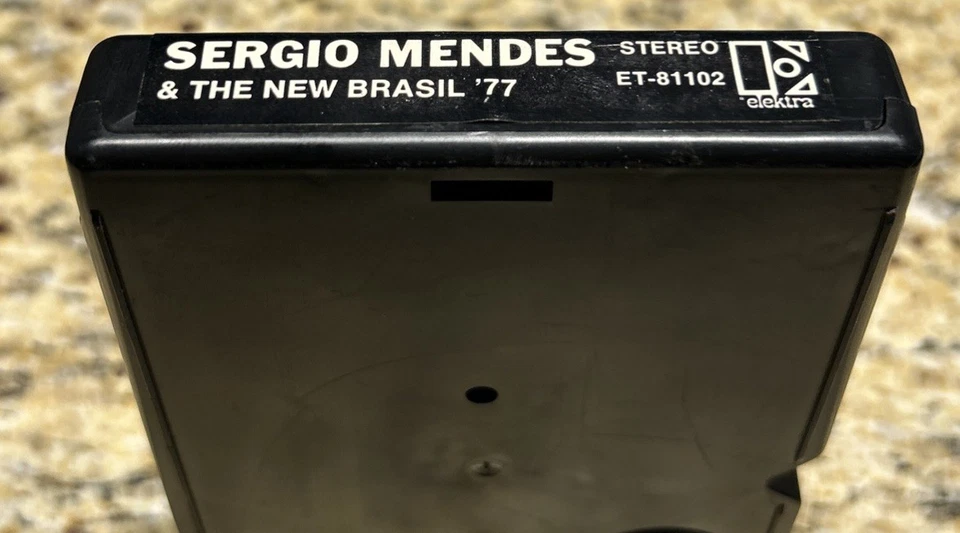 SERGIO MENDES
& THE NEW BRASIL '77
STEREO
ET-81102
elektra